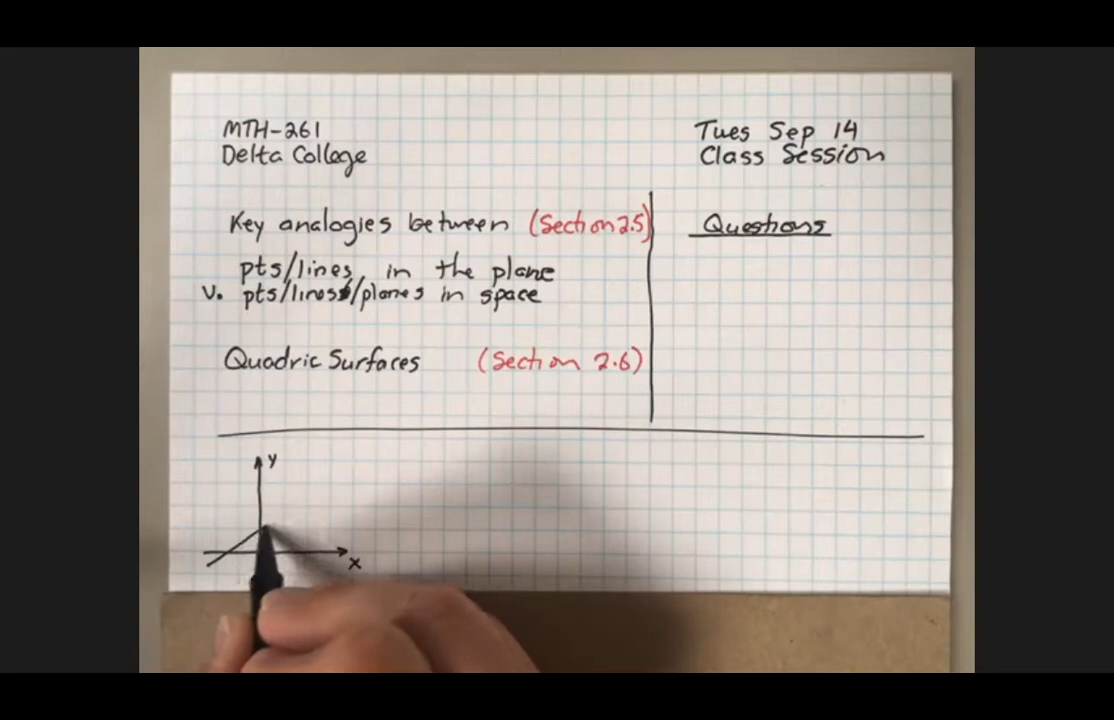 MTH-261
Delta College
Tues Sep 14
Class Session
Key analogies between (Section 2.5)
pts/lines in the plane
v. pts/lines/planes in space
Quadric Surfaces (Section 2.6)
Questions
y
x